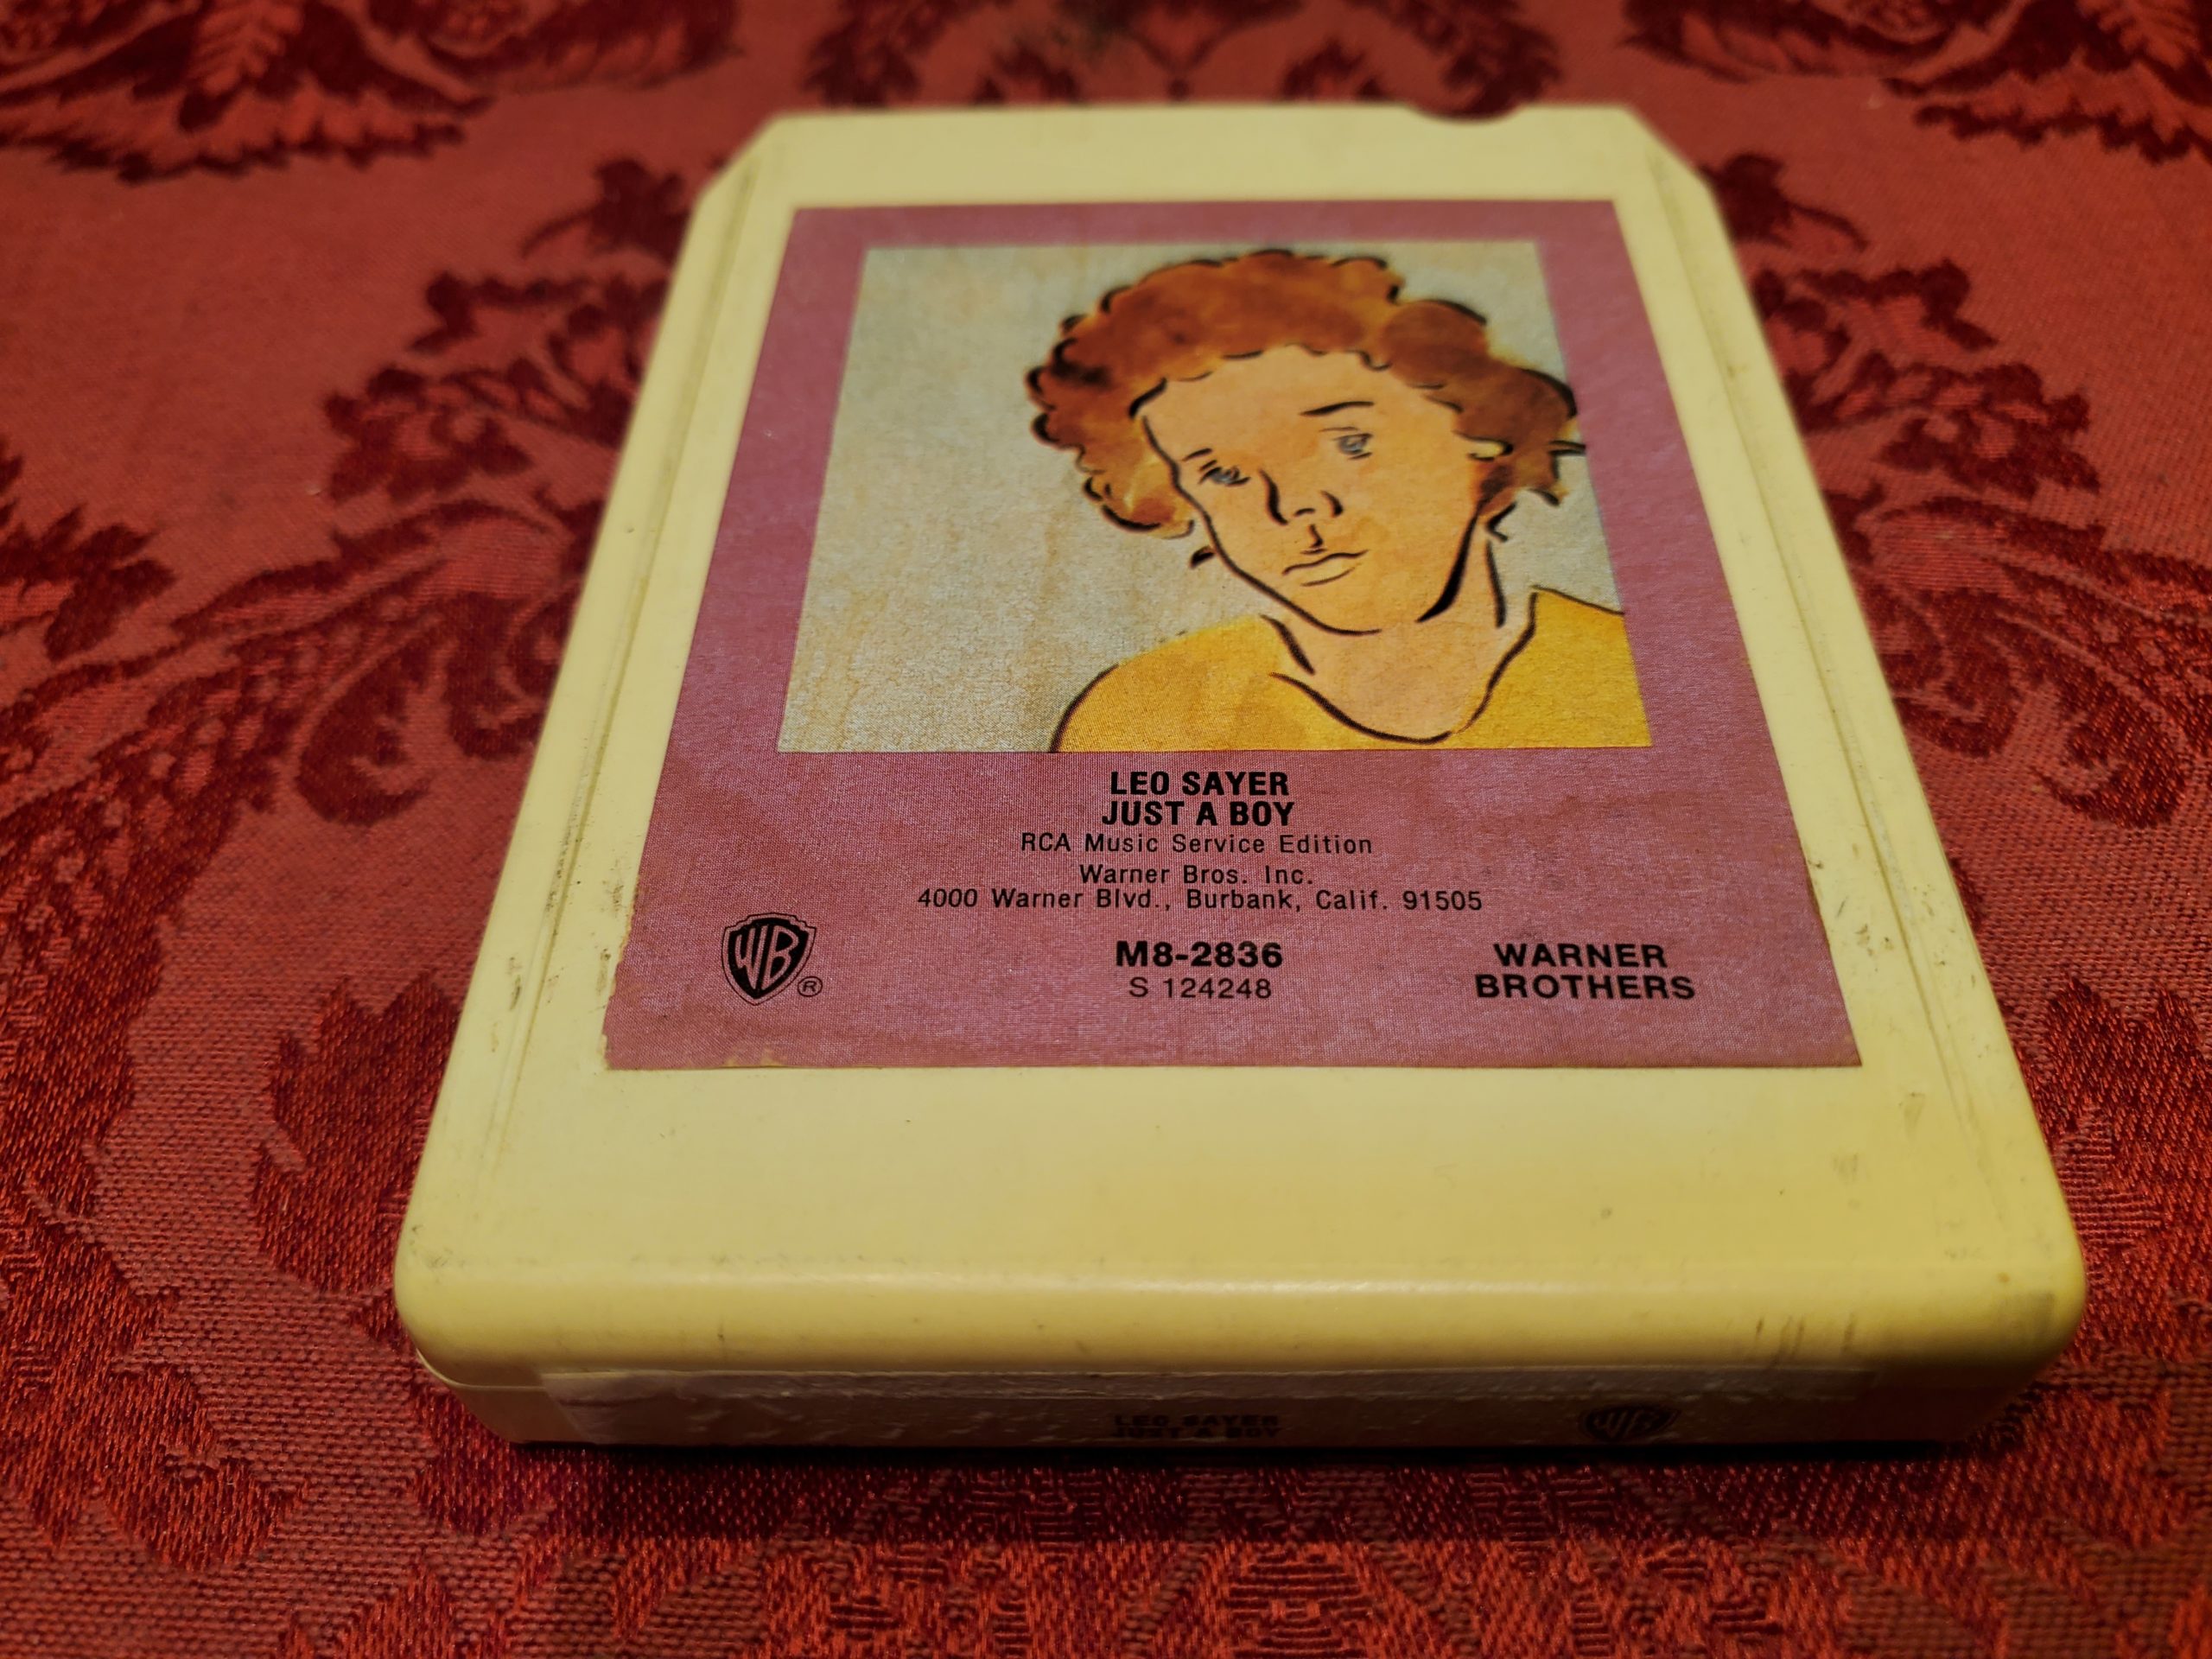 LEO SAYER
JUST A BOY
RCA Music Service Edition
Warner Bros. Inc.
4000 Warner Blvd., Burbank, Calif. 91505
WB ®
M8-2836
S 124248
WARNER
BROTHERS
LEO SAYER
JUST A BOY
WB